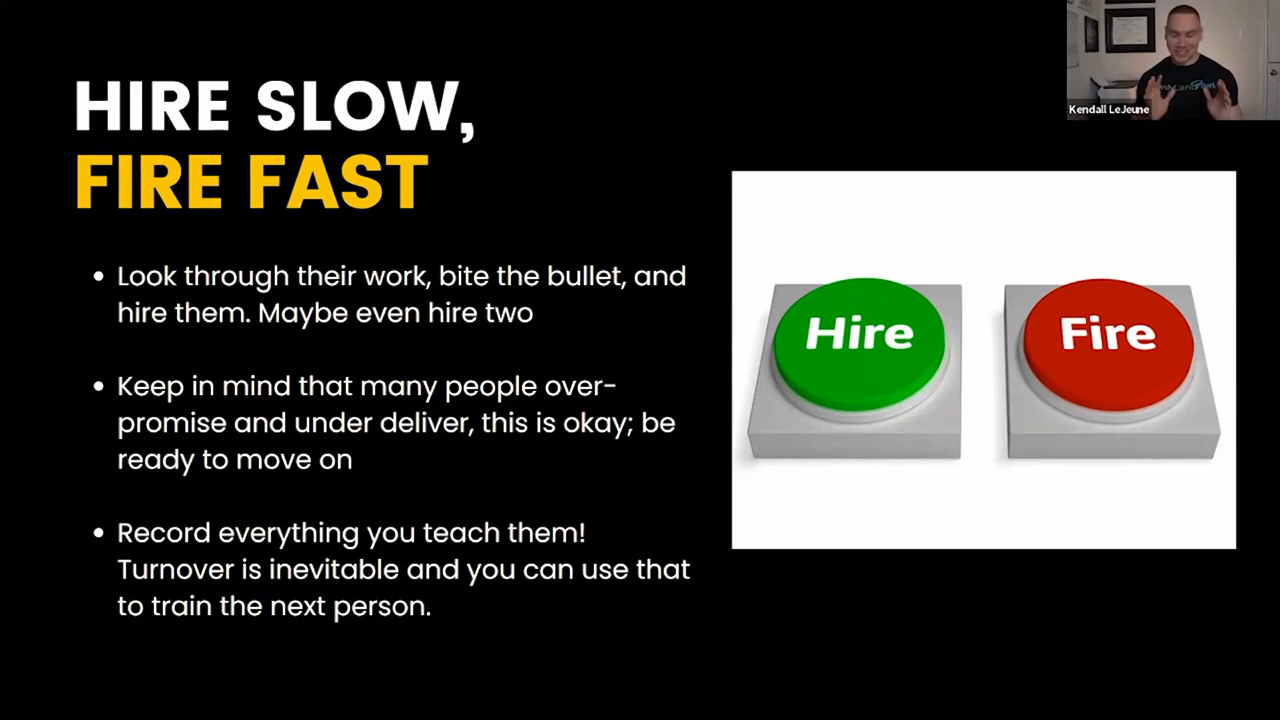 HIRE SLOW,
FIRE FAST
Kendall LeJeune
• Look through their work, bite the bullet, and
hire them. Maybe even hire two
• Keep in mind that many people over-
promise and under deliver, this is okay; be
ready to move on
• Record everything you teach them!
Turnover is inevitable and you can use that
to train the next person.
Hire
Fire